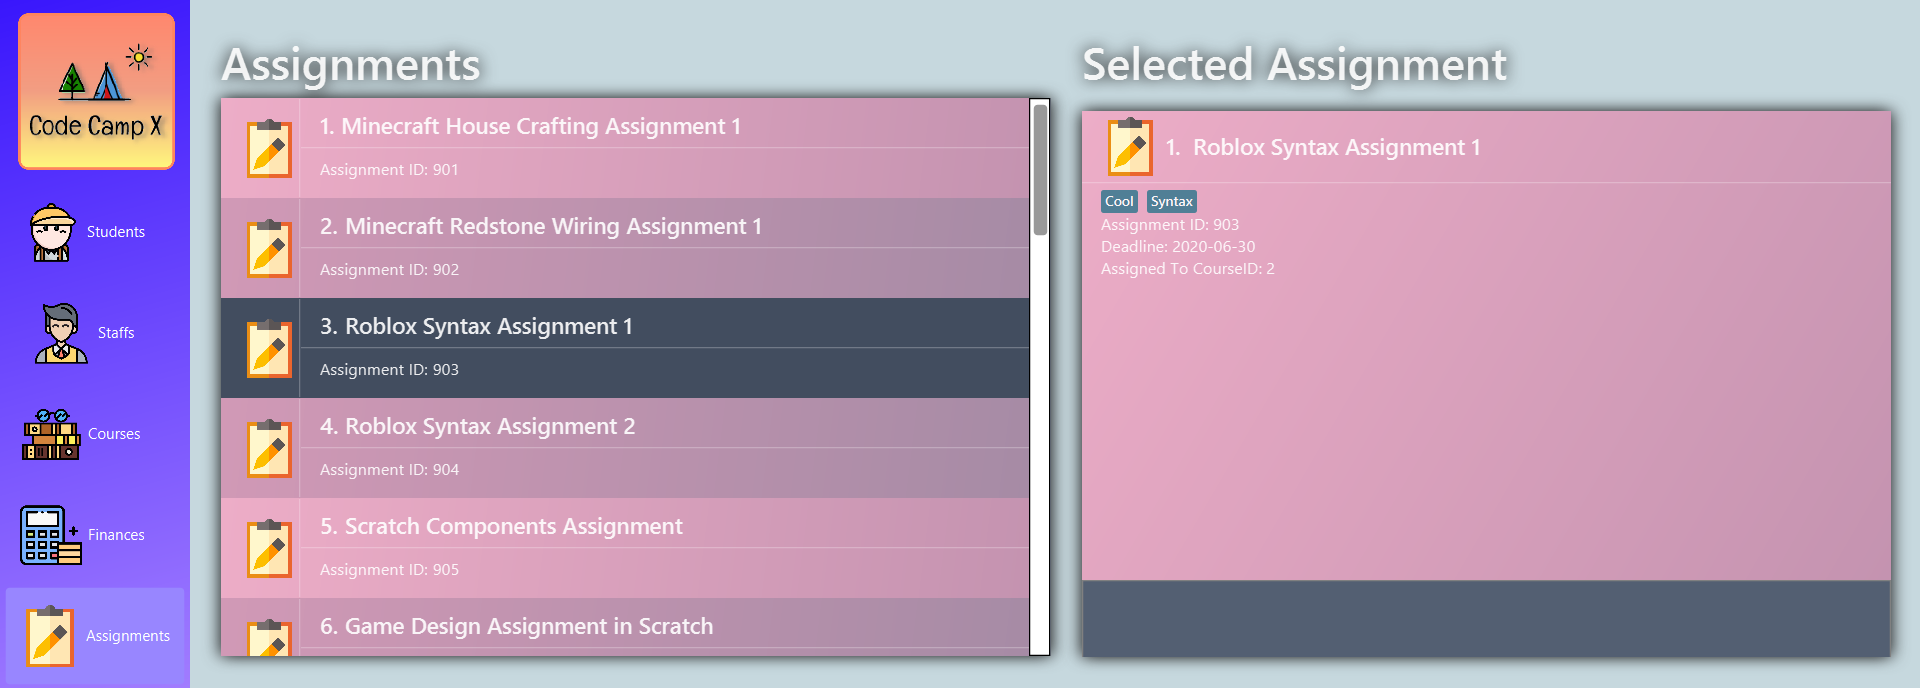 Code Camp X
Students
Staffs
Courses
Finances
Assignments
Assignments
1. Minecraft House Crafting Assignment 1
Assignment ID: 901
2. Minecraft Redstone Wiring Assignment 1
Assignment ID: 902
3. Roblox Syntax Assignment 1
Assignment ID: 903
4. Roblox Syntax Assignment 2
Assignment ID: 904
5. Scratch Components Assignment
Assignment ID: 905
6. Game Design Assignment in Scratch
Selected Assignment
1. Roblox Syntax Assignment 1
Cool Syntax
Assignment ID: 903
Deadline: 2020-06-30
Assigned To CourseID: 2